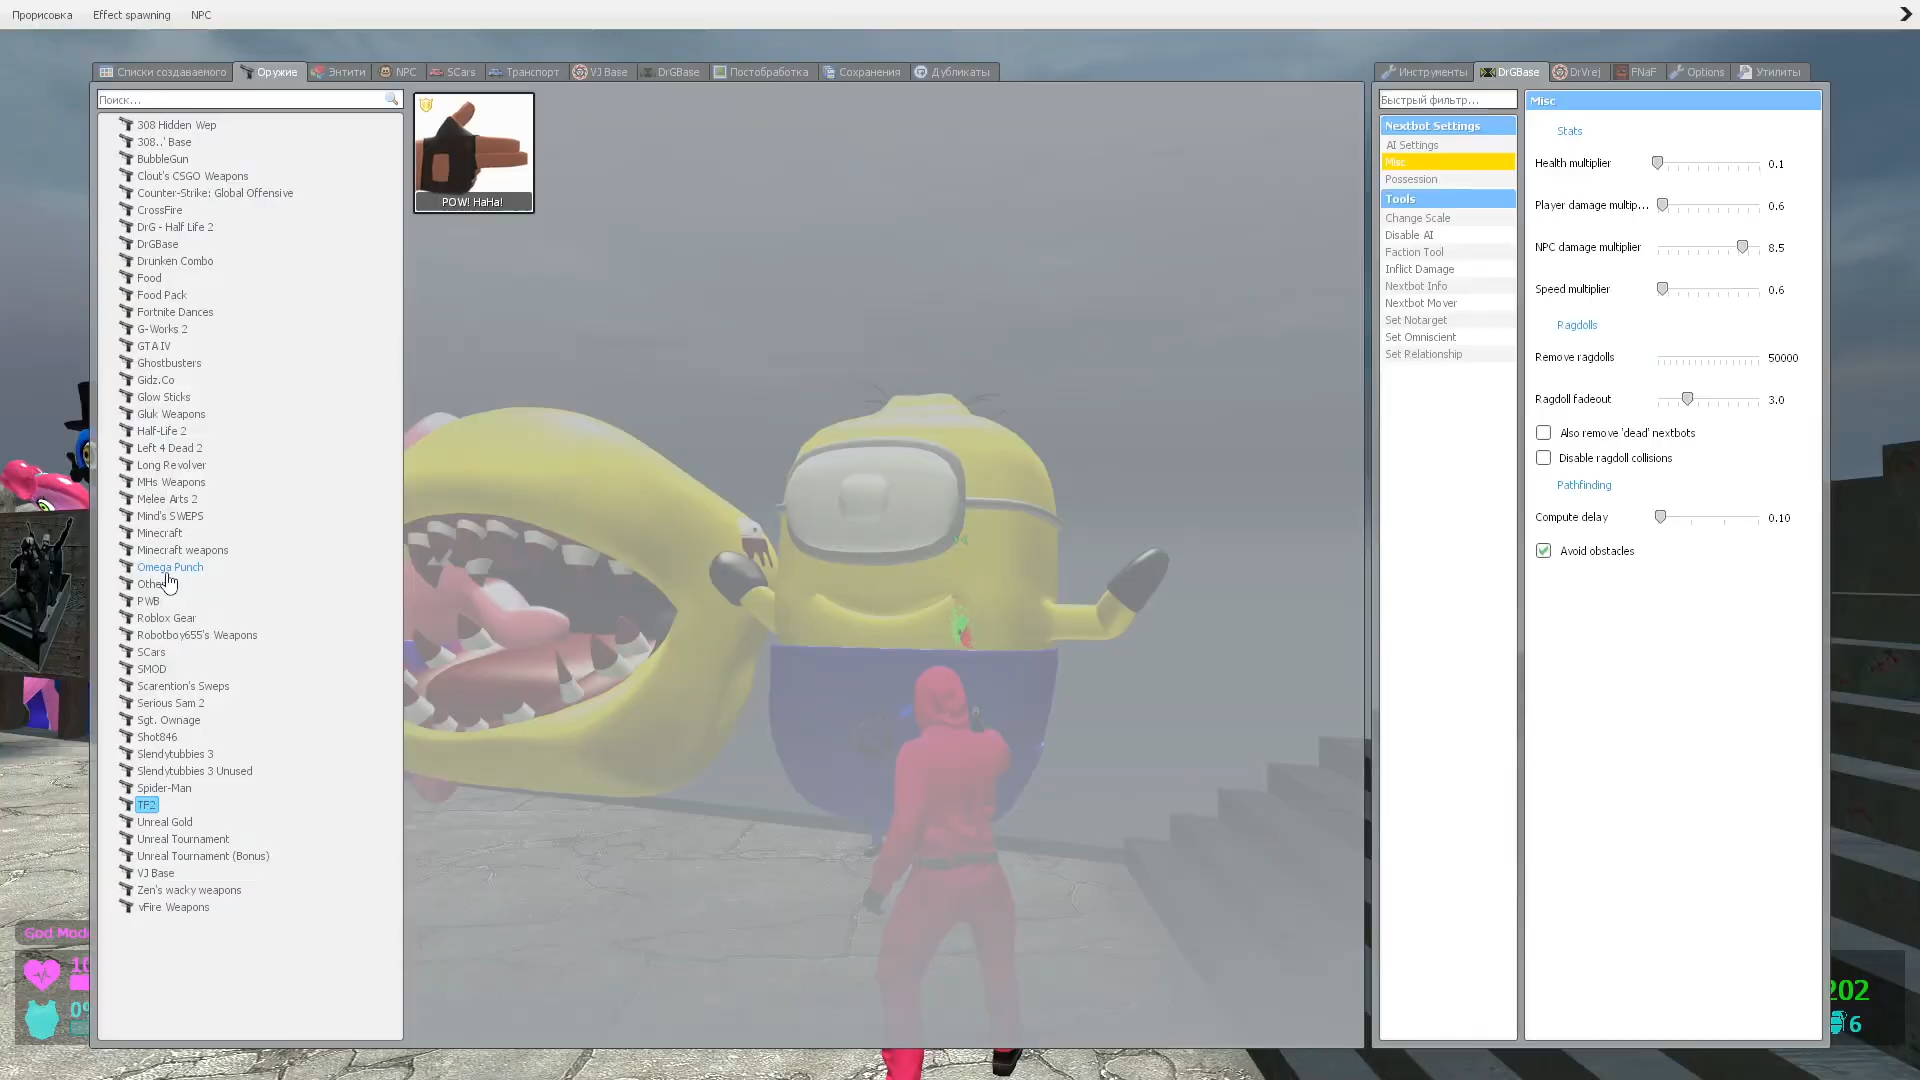 Прорисовка Effect spawning NPC
Списки создаваемого Оружие Энтити NPC SCars Транспорт VJ Base DrGBase Постобработка Сохранения Дубликаты
Поиск...
308 Hidden Wep
308..' Base
BubbleGun
Clout's CSGO Weapons
Counter-Strike: Global Offensive
CrossFire
DrG - Half Life 2
DrGBase
Drunken Combo
Food
Food Pack
Fortnite Dances
G-Works 2
GTA IV
Ghostbusters
Gidz.Co
Glow Sticks
Gluk Weapons
Half-Life 2
Left 4 Dead 2
Long Revolver
MHs Weapons
Melee Arts 2
Mind's SWEPS
Minecraft
Minecraft weapons
Omega Punch
Othe
PWB
Roblox Gear
Robotboy655's Weapons
SCars
SMOD
Scarention's Sweps
Serious Sam 2
Sgt. Ownage
Shot846
Slendytubbies 3
Slendytubbies 3 Unused
Spider-Man
TF2
Unreal Gold
Unreal Tournament
Unreal Tournament (Bonus)
VJ Base
Zen's wacky weapons
vFire Weapons
POW! HaHa!
Инструменты DrGBase DrVrej FNaF Options Утилиты
Быстрый фильтр...
Nextbot Settings
AI Settings
Misc
Possession
Tools
Change Scale
Disable AI
Faction Tool
Inflict Damage
Nextbot Info
Nextbot Mover
Set Notarget
Set Omniscient
Set Relationship
Misc
Stats
Health multiplier 0.1
Player damage multip... 0.6
NPC damage multiplier 8.5
Speed multiplier 0.6
Ragdolls
Remove ragdolls 50000
Ragdoll fadeout 3.0
Also remove 'dead' nextbots
Disable ragdoll collisions
Pathfinding
Compute delay 0.10
Avoid obstacles
God Mod
10
0%
202
6